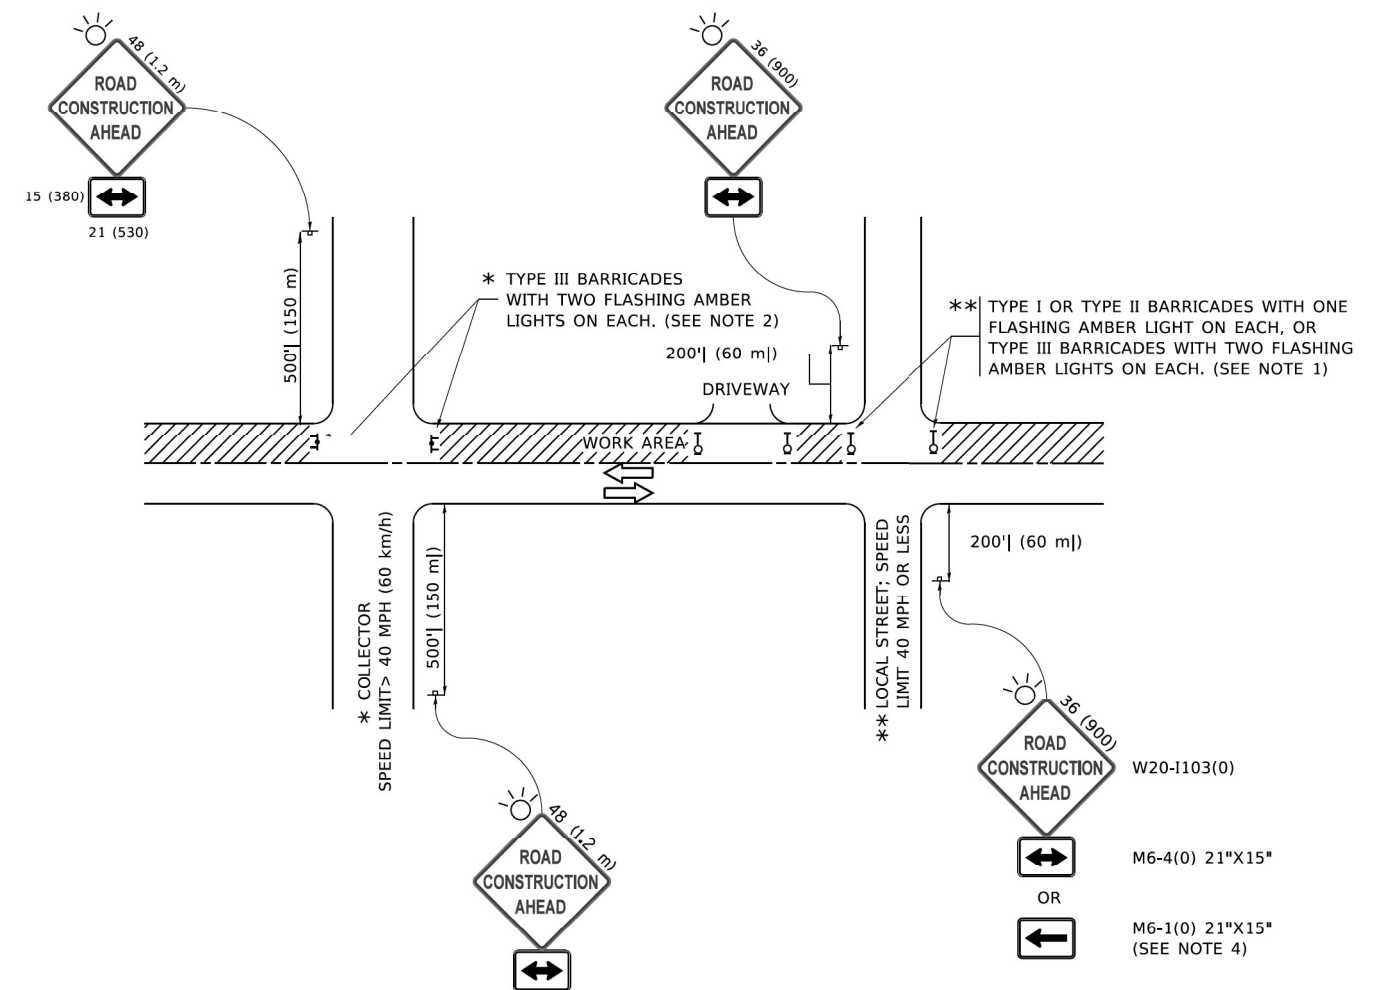 48 (1.2 m)
ROAD
CONSTRUCTION
AHEAD
15 (380)
21 (530)
36 (900)
ROAD
CONSTRUCTION
AHEAD
500'| (150 m)
* TYPE III BARRICADES
WITH TWO FLASHING AMBER
LIGHTS ON EACH. (SEE NOTE 2)
200'| (60 m|)
DRIVEWAY
** TYPE I OR TYPE II BARRICADES WITH ONE
FLASHING AMBER LIGHT ON EACH, OR
TYPE III BARRICADES WITH TWO FLASHING
AMBER LIGHTS ON EACH. (SEE NOTE 1)
WORK AREA
* COLLECTOR
SPEED LIMIT> 40 MPH (60 km/h)
500'| (150 m|)
** LOCAL STREET; SPEED
LIMIT 40 MPH OR LESS
200'| (60 m|)
48 (1.2 m)
ROAD
CONSTRUCTION
AHEAD
36 (900)
ROAD
CONSTRUCTION
AHEAD
W20-I103(0)
M6-4(0) 21"X15"
OR
M6-1(0) 21"X15"
(SEE NOTE 4)